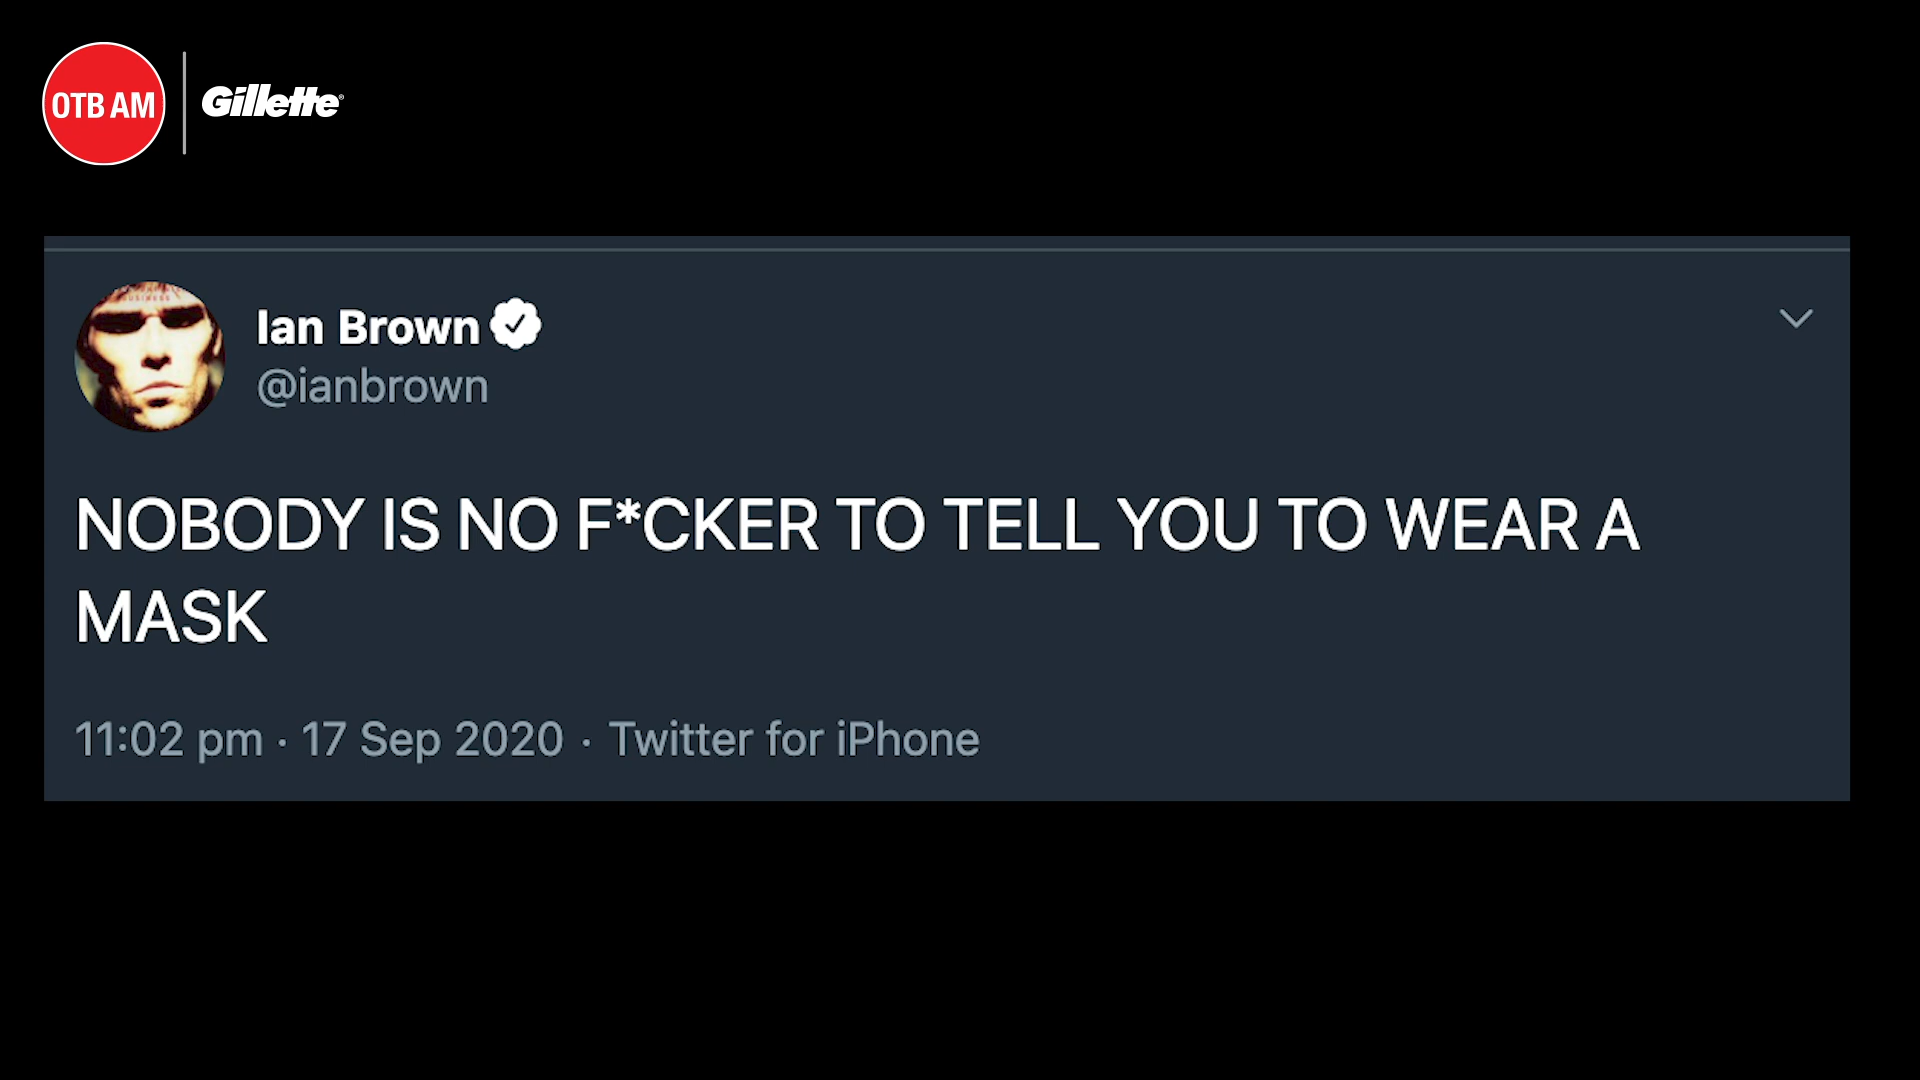 OTB AM
Gillette
Ian Brown
@ianbrown
NOBODY IS NO F*CKER TO TELL YOU TO WEAR A
MASK
11:02 pm · 17 Sep 2020 · Twitter for iPhone